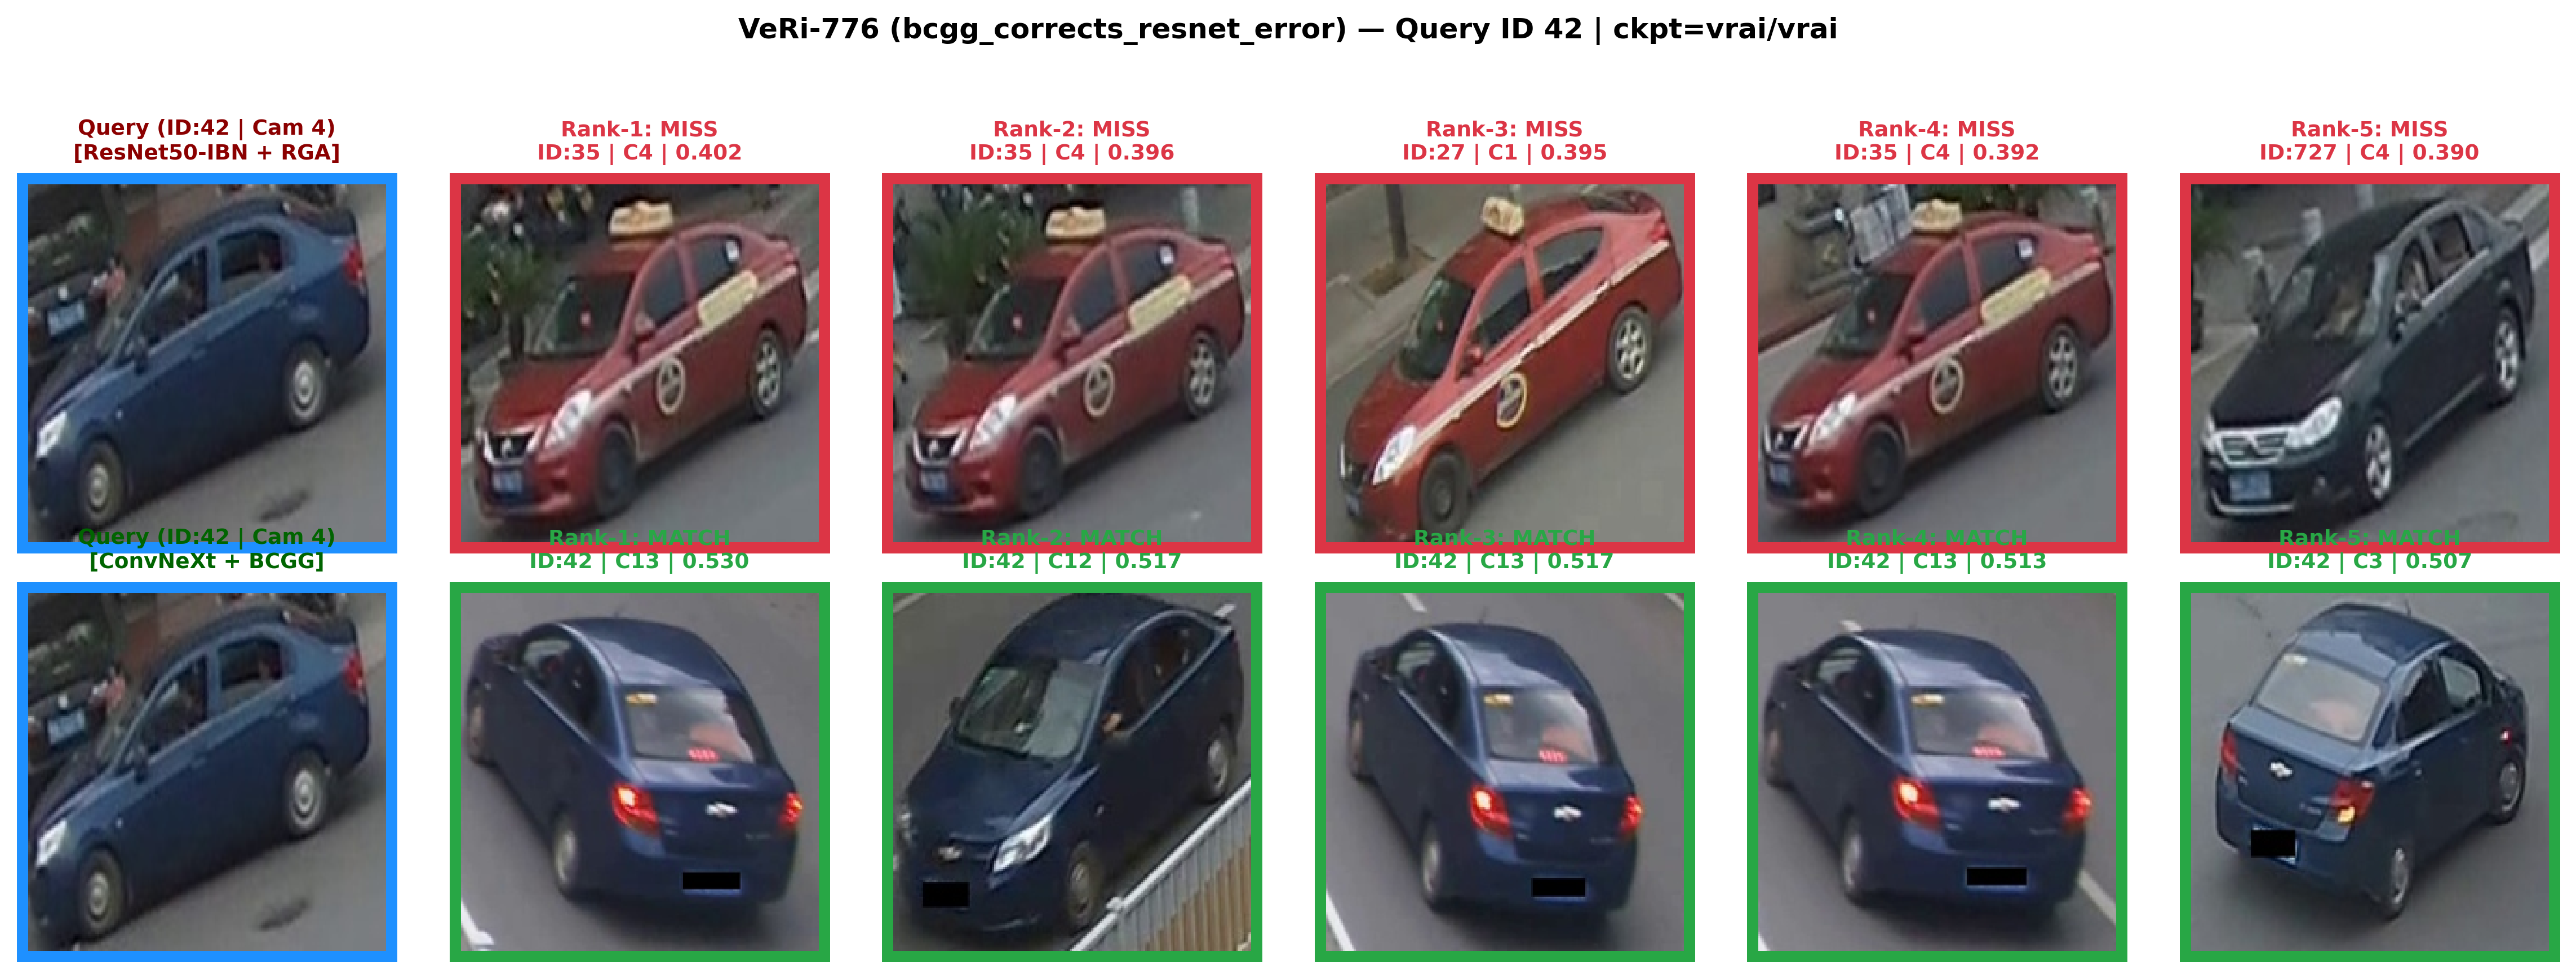 VeRi-776 (bcgg_corrects_resnet_error) — Query ID 42 | ckpt=vrai/vrai
Query (ID:42 | Cam 4)
[ResNet50-IBN + RGA]
Rank-1: MISS
ID:35 | C4 | 0.402
Rank-2: MISS
ID:35 | C4 | 0.396
Rank-3: MISS
ID:27 | C1 | 0.395
Rank-4: MISS
ID:35 | C4 | 0.392
Rank-5: MISS
ID:727 | C4 | 0.390
Query (ID:42 | Cam 4)
[ConvNeXt + BCGG]
Rank-1: MATCH
ID:42 | C13 | 0.530
Rank-2: MATCH
ID:42 | C12 | 0.517
Rank-3: MATCH
ID:42 | C13 | 0.517
Rank-4: MATCH
ID:42 | C13 | 0.513
Rank-5: MATCH
ID:42 | C3 | 0.507